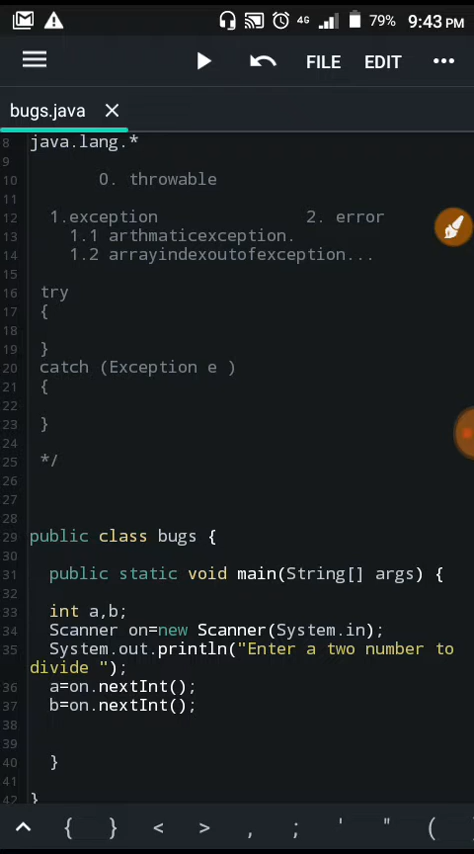 4G 79% 9:43 PM
FILE EDIT
bugs.java
8 java.lang.*
9
10 0. throwable
11
12 1.exception 2. error
13 1.1 arthmaticexception.
14 1.2 arrayindexoutofexception...
15
16 try
17 {
18
19 }
20 catch (Exception e )
21 {
22
23 }
24
25 */
26
27
28
29 public class bugs {
30
31 public static void main(String[] args) {
32
33 int a,b;
34 Scanner on=new Scanner(System.in);
35 System.out.println("Enter a two number to
divide ");
36 a=on.nextInt();
37 b=on.nextInt();
38
39
40 }
41
42 }
{ } < > , ; ' " (